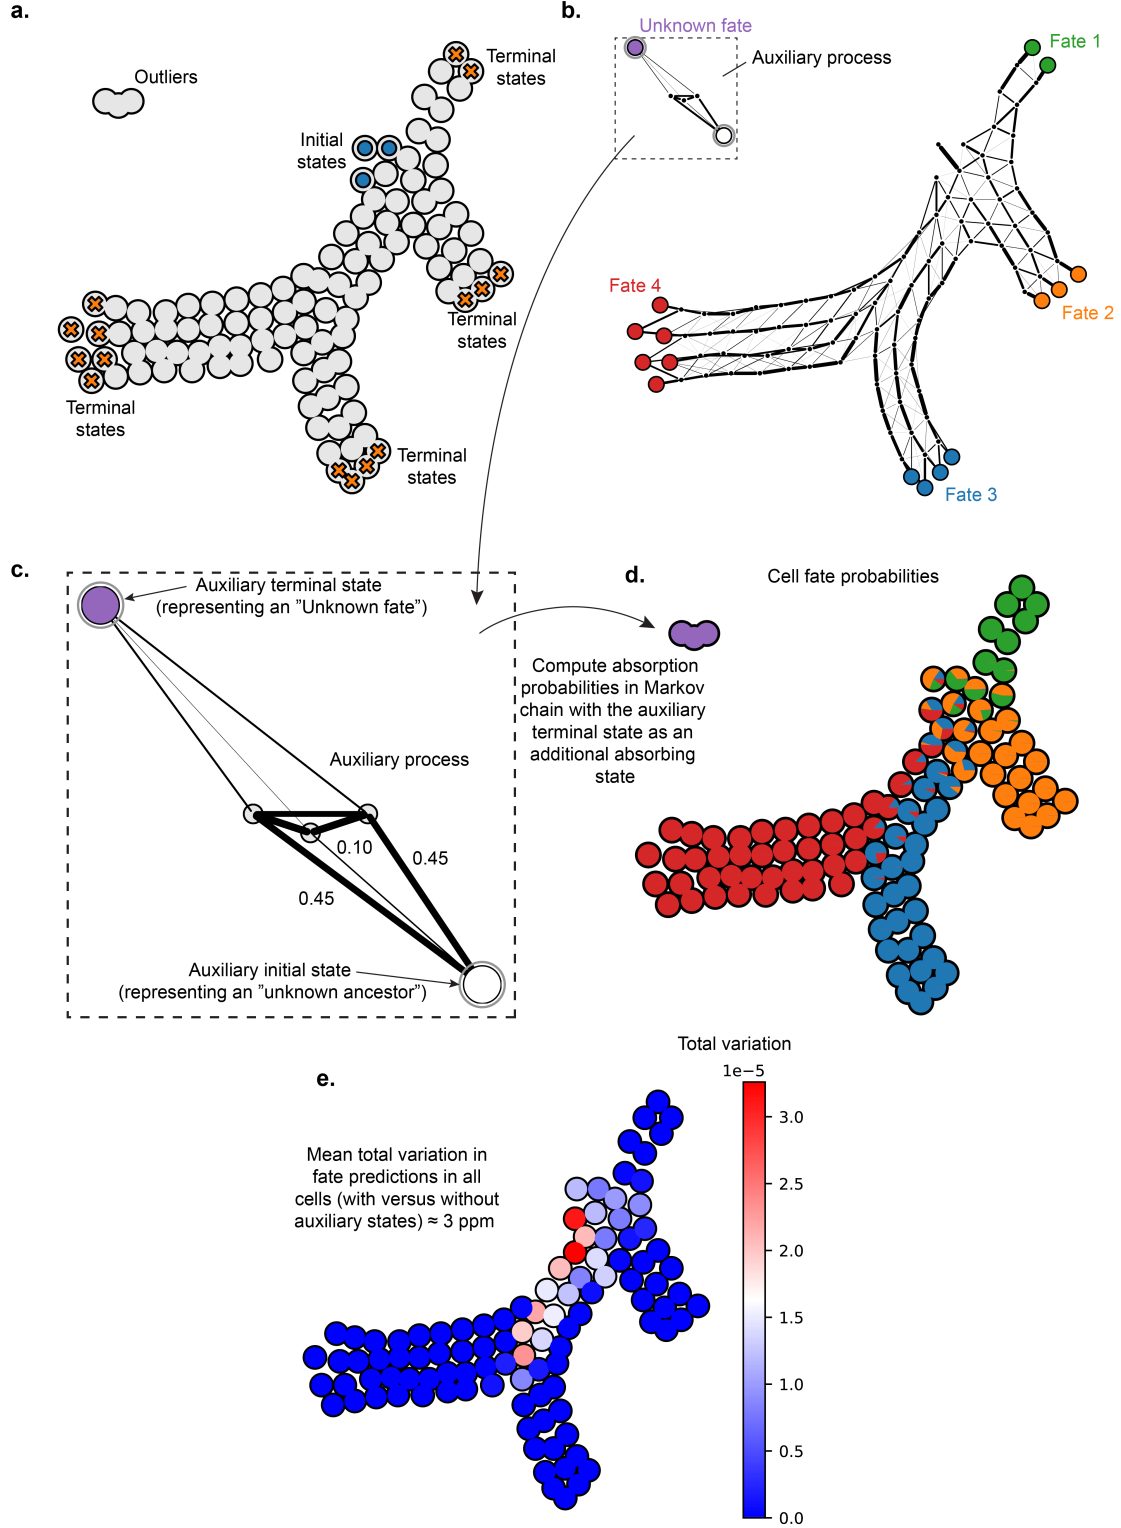 a.
Outliers
Terminal
states
Initial
states
Terminal
states
Terminal
states
Terminal
states
b.
Unknown fate
Auxiliary process
Fate 1
Fate 2
Fate 4
Fate 3
c.
Auxiliary terminal state
(representing an ”Unknown fate”)
Auxiliary process
0.10
0.45
0.45
Auxiliary initial state
(representing an ”unknown ancestor”)
d.
Cell fate probabilities
Compute absorption
probabilities in Markov
chain with the auxiliary
terminal state as an
additional absorbing
state
e.
Mean total variation in
fate predictions in all
cells (with versus without
auxiliary states) ≈ 3 ppm
Total variation
1e−5
3.0
2.5
2.0
1.5
1.0
0.5
0.0